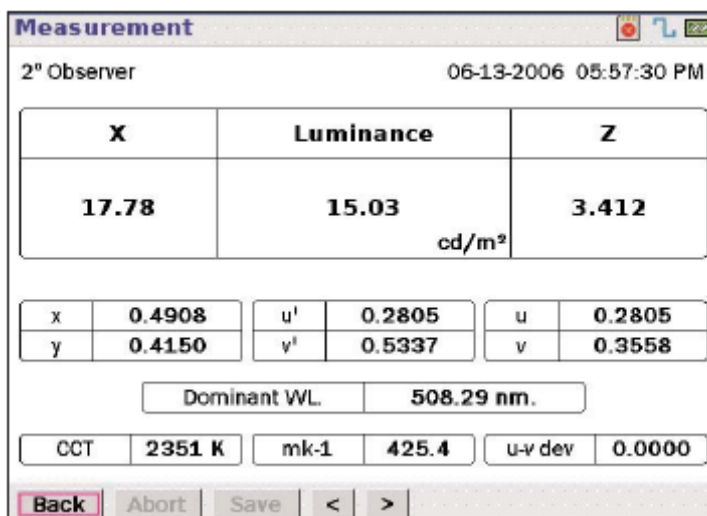 Measurement
2º Observer 06-13-2006 05:57:30 PM
X Luminance Z
17.78 15.03 3.412
cd/m²
x 0.4908 u' 0.2805 u 0.2805
y 0.4150 v' 0.5337 v 0.3558
Dominant WL. 508.29 nm.
CCT 2351 K mk-1 425.4 u-v dev 0.0000
Back Abort Save < >